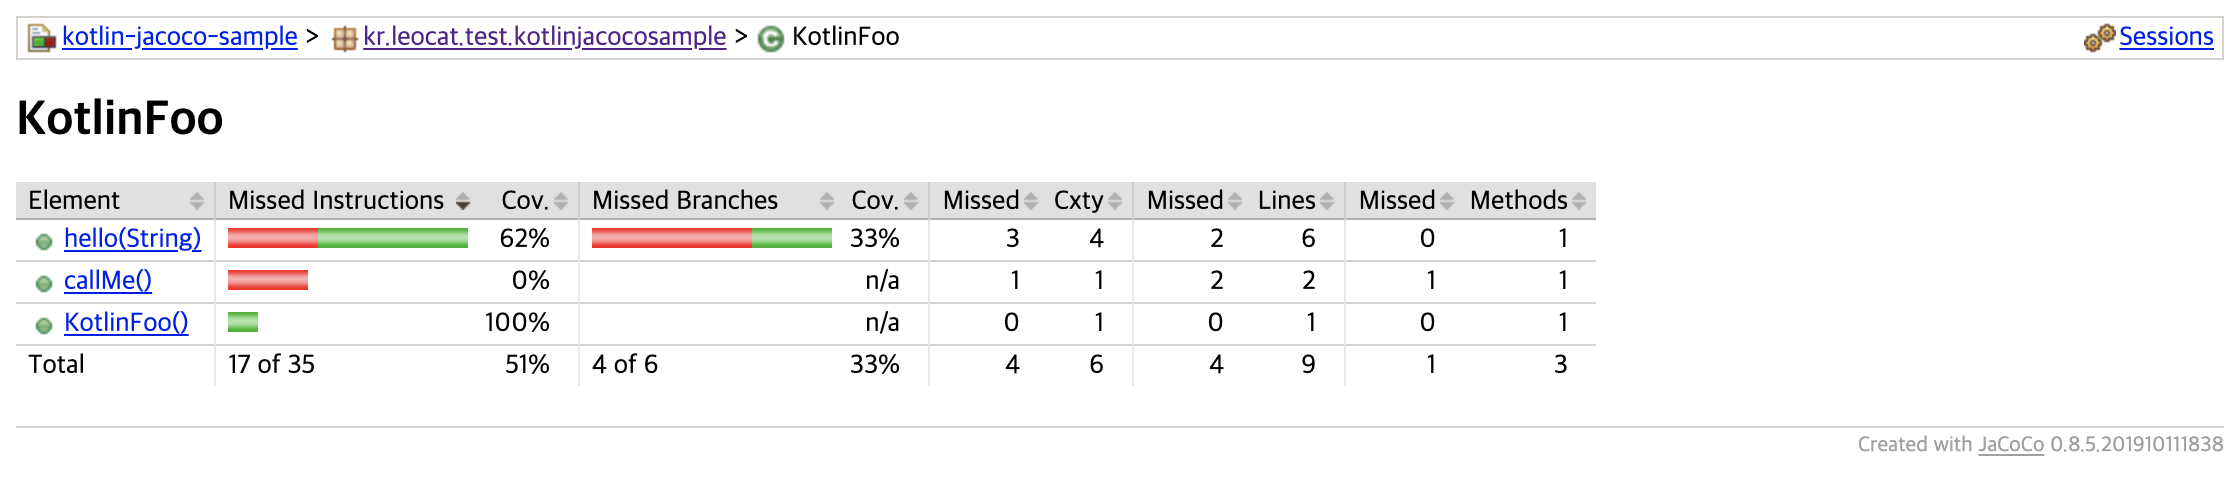 kotlin-jacoco-sample > kr.leocat.test.kotlinjacocosample > KotlinFoo Sessions
KotlinFoo
Element Missed Instructions Cov. Missed Branches Cov. Missed Cxty Missed Lines Missed Methods
hello(String) 62% 33% 3 4 2 6 0 1
callMe() 0% n/a 1 1 2 2 1 1
KotlinFoo() 100% n/a 0 1 0 1 0 1
Total 17 of 35 51% 4 of 6 33% 4 6 4 9 1 3
Created with JaCoCo 0.8.5.201910111838